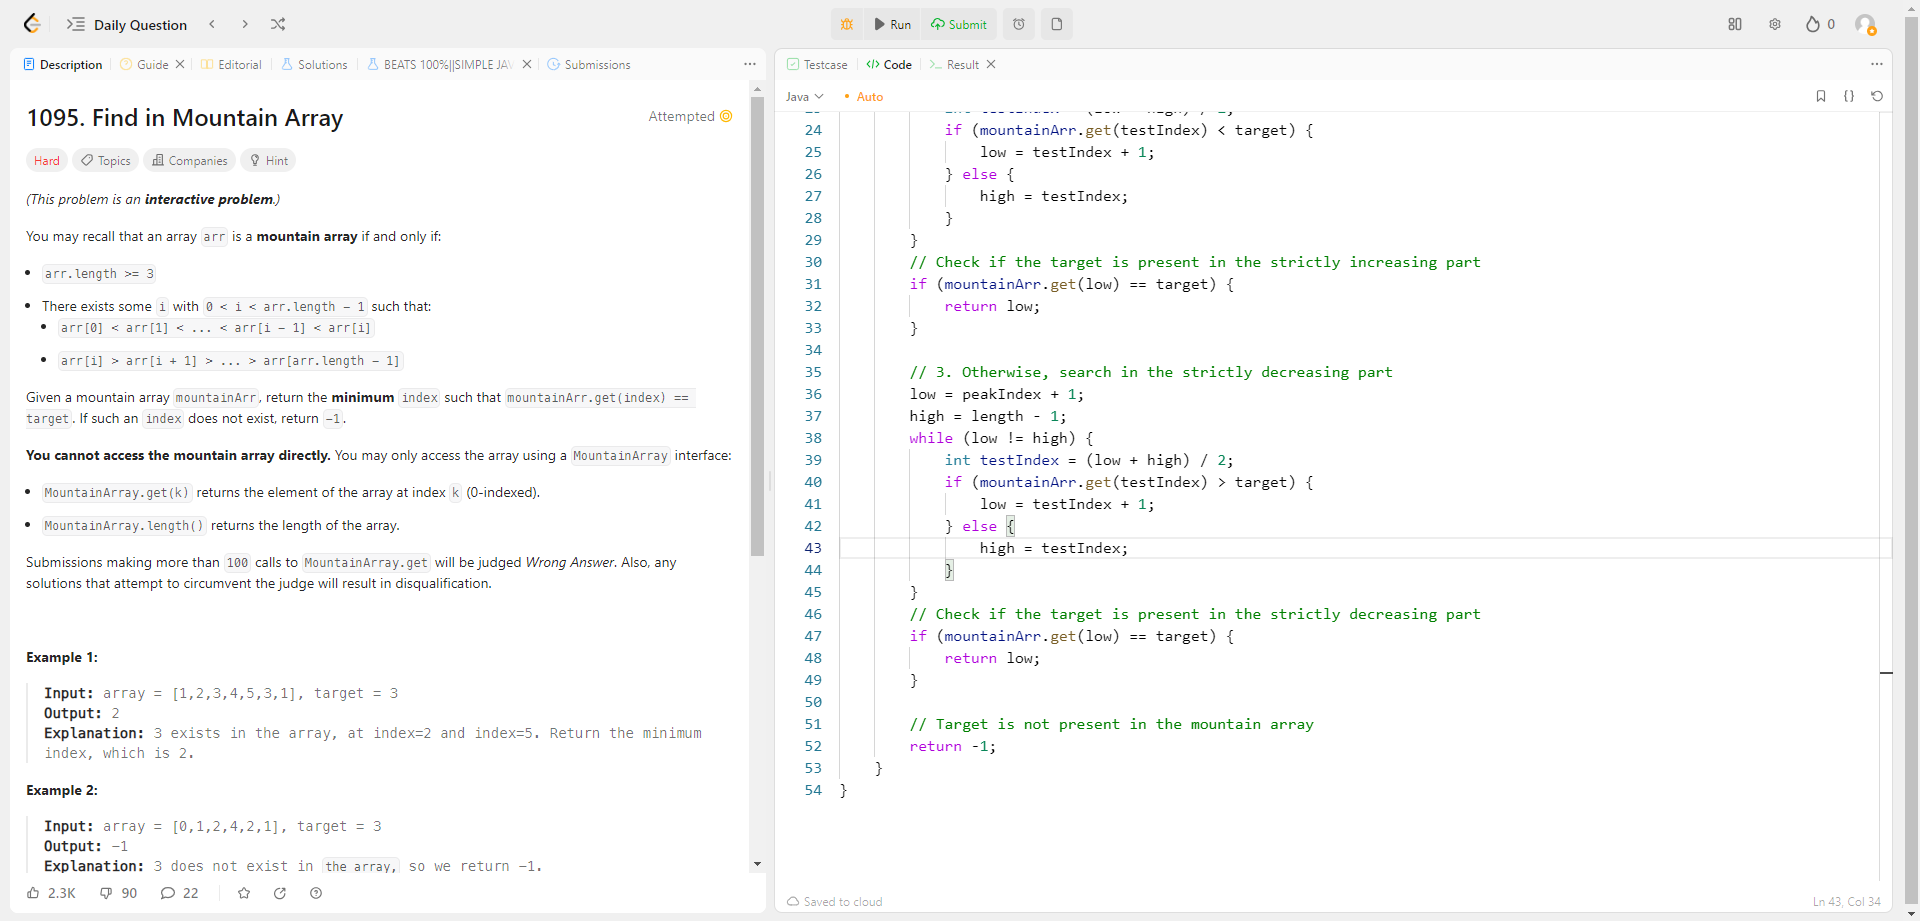 Daily Question
Run
Submit
0
Description
Guide
Editorial
Solutions
BEATS 100%||SIMPLE JAV
Submissions
1095. Find in Mountain Array
Attempted
Hard
Topics
Companies
Hint
(This problem is an interactive problem.)
You may recall that an array arr is a mountain array if and only if:
• arr.length >= 3
• There exists some i with 0 < i < arr.length - 1 such that:
• arr[0] < arr[1] < ... < arr[i - 1] < arr[i]
• arr[i] > arr[i + 1] > ... > arr[arr.length - 1]
Given a mountain array mountainArr, return the minimum index such that mountainArr.get(index) ==
target. If such an index does not exist, return -1.
You cannot access the mountain array directly. You may only access the array using a MountainArray interface:
• MountainArray.get(k) returns the element of the array at index k (0-indexed).
• MountainArray.length() returns the length of the array.
Submissions making more than 100 calls to MountainArray.get will be judged Wrong Answer. Also, any
solutions that attempt to circumvent the judge will result in disqualification.
Example 1:
Input: array = [1,2,3,4,5,3,1], target = 3
Output: 2
Explanation: 3 exists in the array, at index=2 and index=5. Return the minimum
index, which is 2.
Example 2:
Input: array = [0,1,2,4,2,1], target = 3
Output: -1
Explanation: 3 does not exist in the array, so we return -1.
2.3K
90
22
Testcase
Code
Result
Java
• Auto
24 if (mountainArr.get(testIndex) < target) {
25 low = testIndex + 1;
26 } else {
27 high = testIndex;
28 }
29 }
30 // Check if the target is present in the strictly increasing part
31 if (mountainArr.get(low) == target) {
32 return low;
33 }
34
35 // 3. Otherwise, search in the strictly decreasing part
36 low = peakIndex + 1;
37 high = length - 1;
38 while (low != high) {
39 int testIndex = (low + high) / 2;
40 if (mountainArr.get(testIndex) > target) {
41 low = testIndex + 1;
42 } else {
43 high = testIndex;
44 }
45 }
46 // Check if the target is present in the strictly decreasing part
47 if (mountainArr.get(low) == target) {
48 return low;
49 }
50
51 // Target is not present in the mountain array
52 return -1;
53 }
54 }
Saved to cloud
Ln 43, Col 34